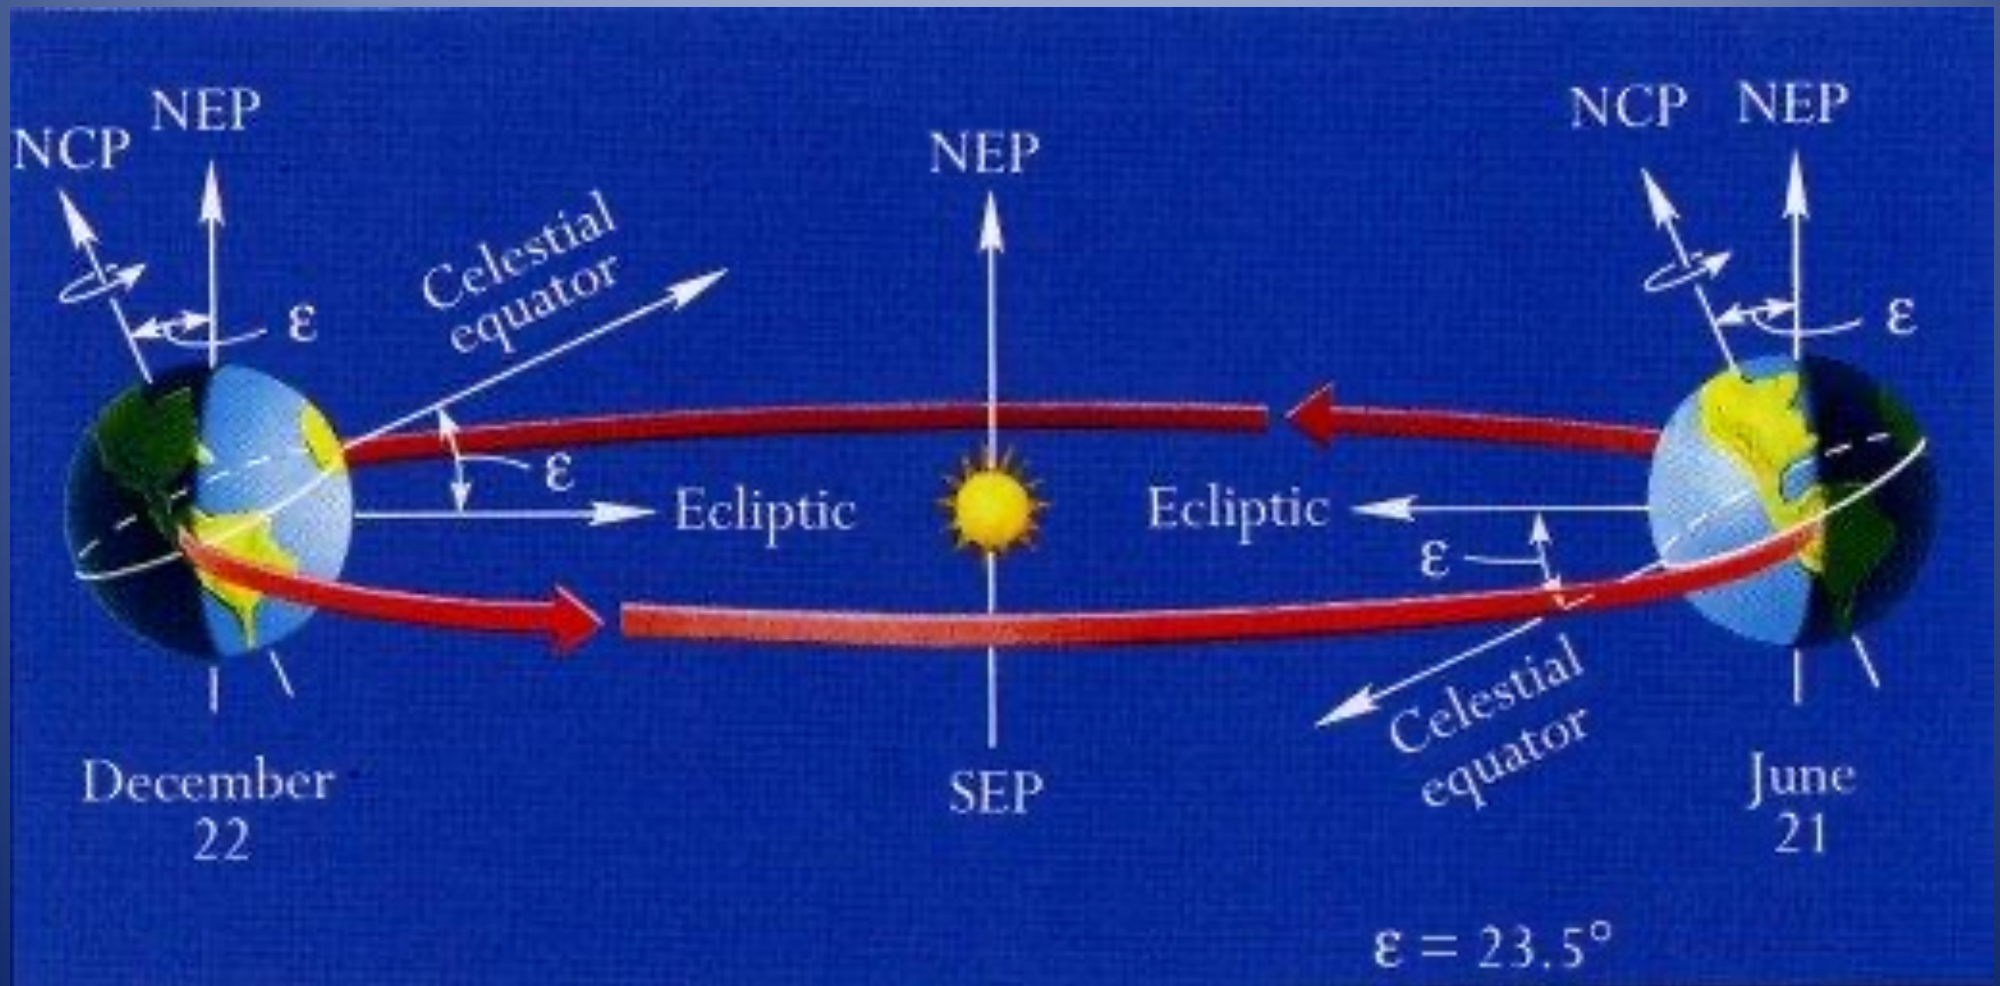 NCP
NEP
ε
Celestial
equator
ε
Ecliptic
December
22
NEP
SEP
NCP
NEP
ε
Ecliptic
ε
Celestial
equator
June
21
ε = 23.5°